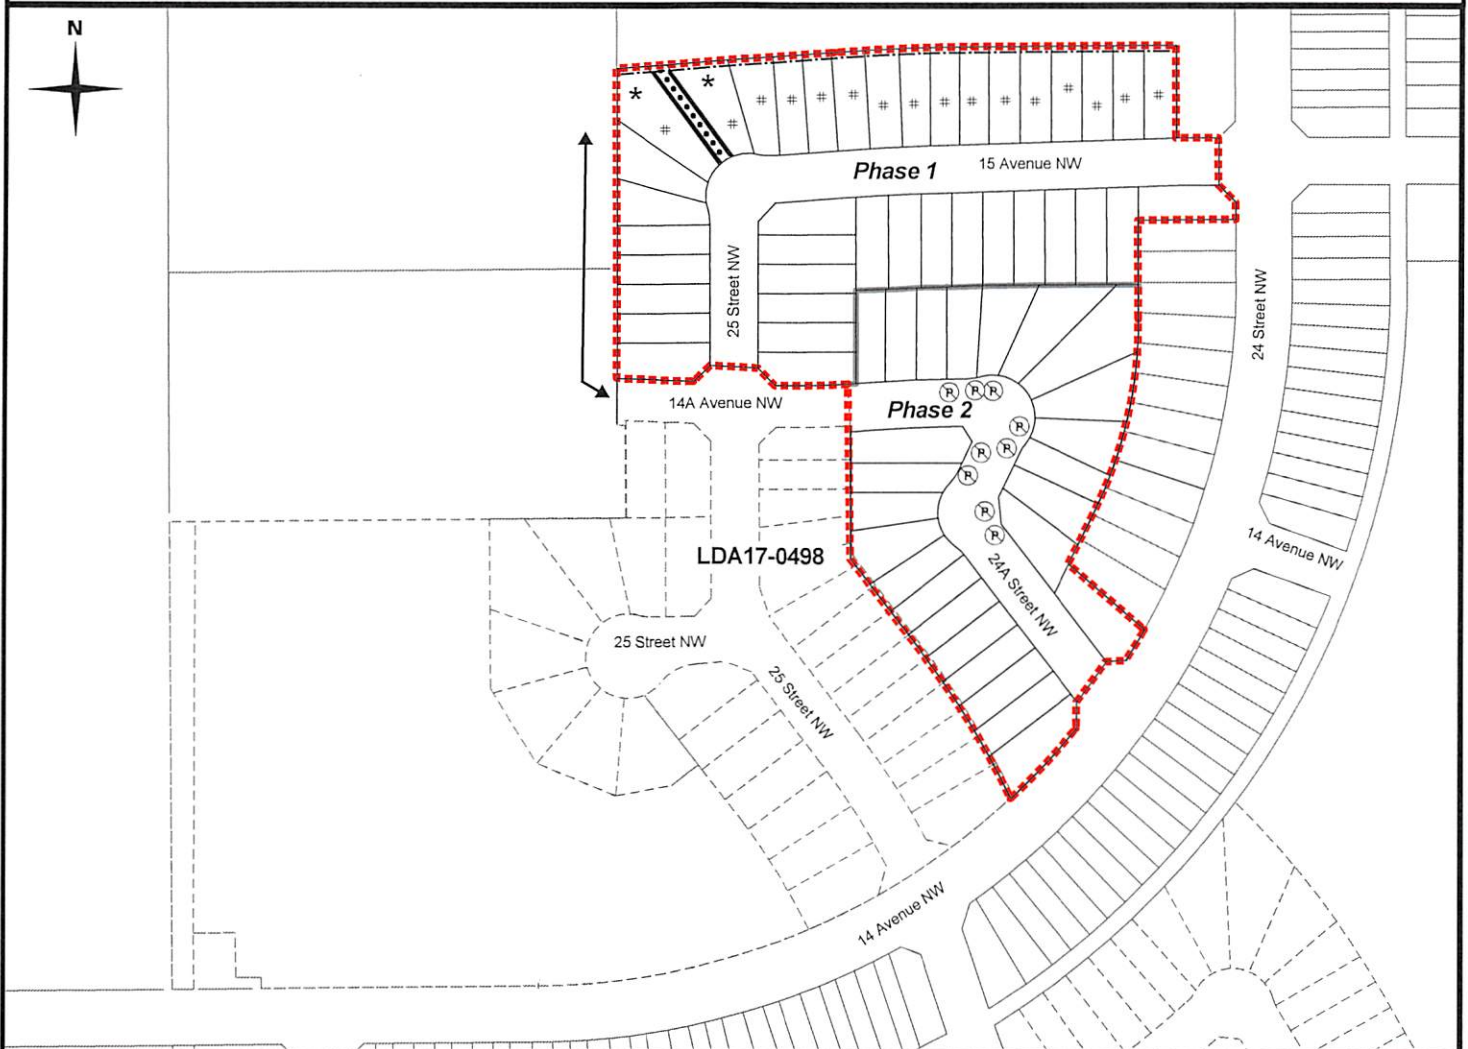 N
*
*
# # # # # # # # # # # # # # # #
Phase 1
15 Avenue NW
25 Street NW
24 Street NW
14A Avenue NW
Phase 2
R R R
R
R R
R
R
R
14 Avenue NW
LDA17-0498
24A Street NW
25 Street NW
25 Street NW
14 Avenue NW